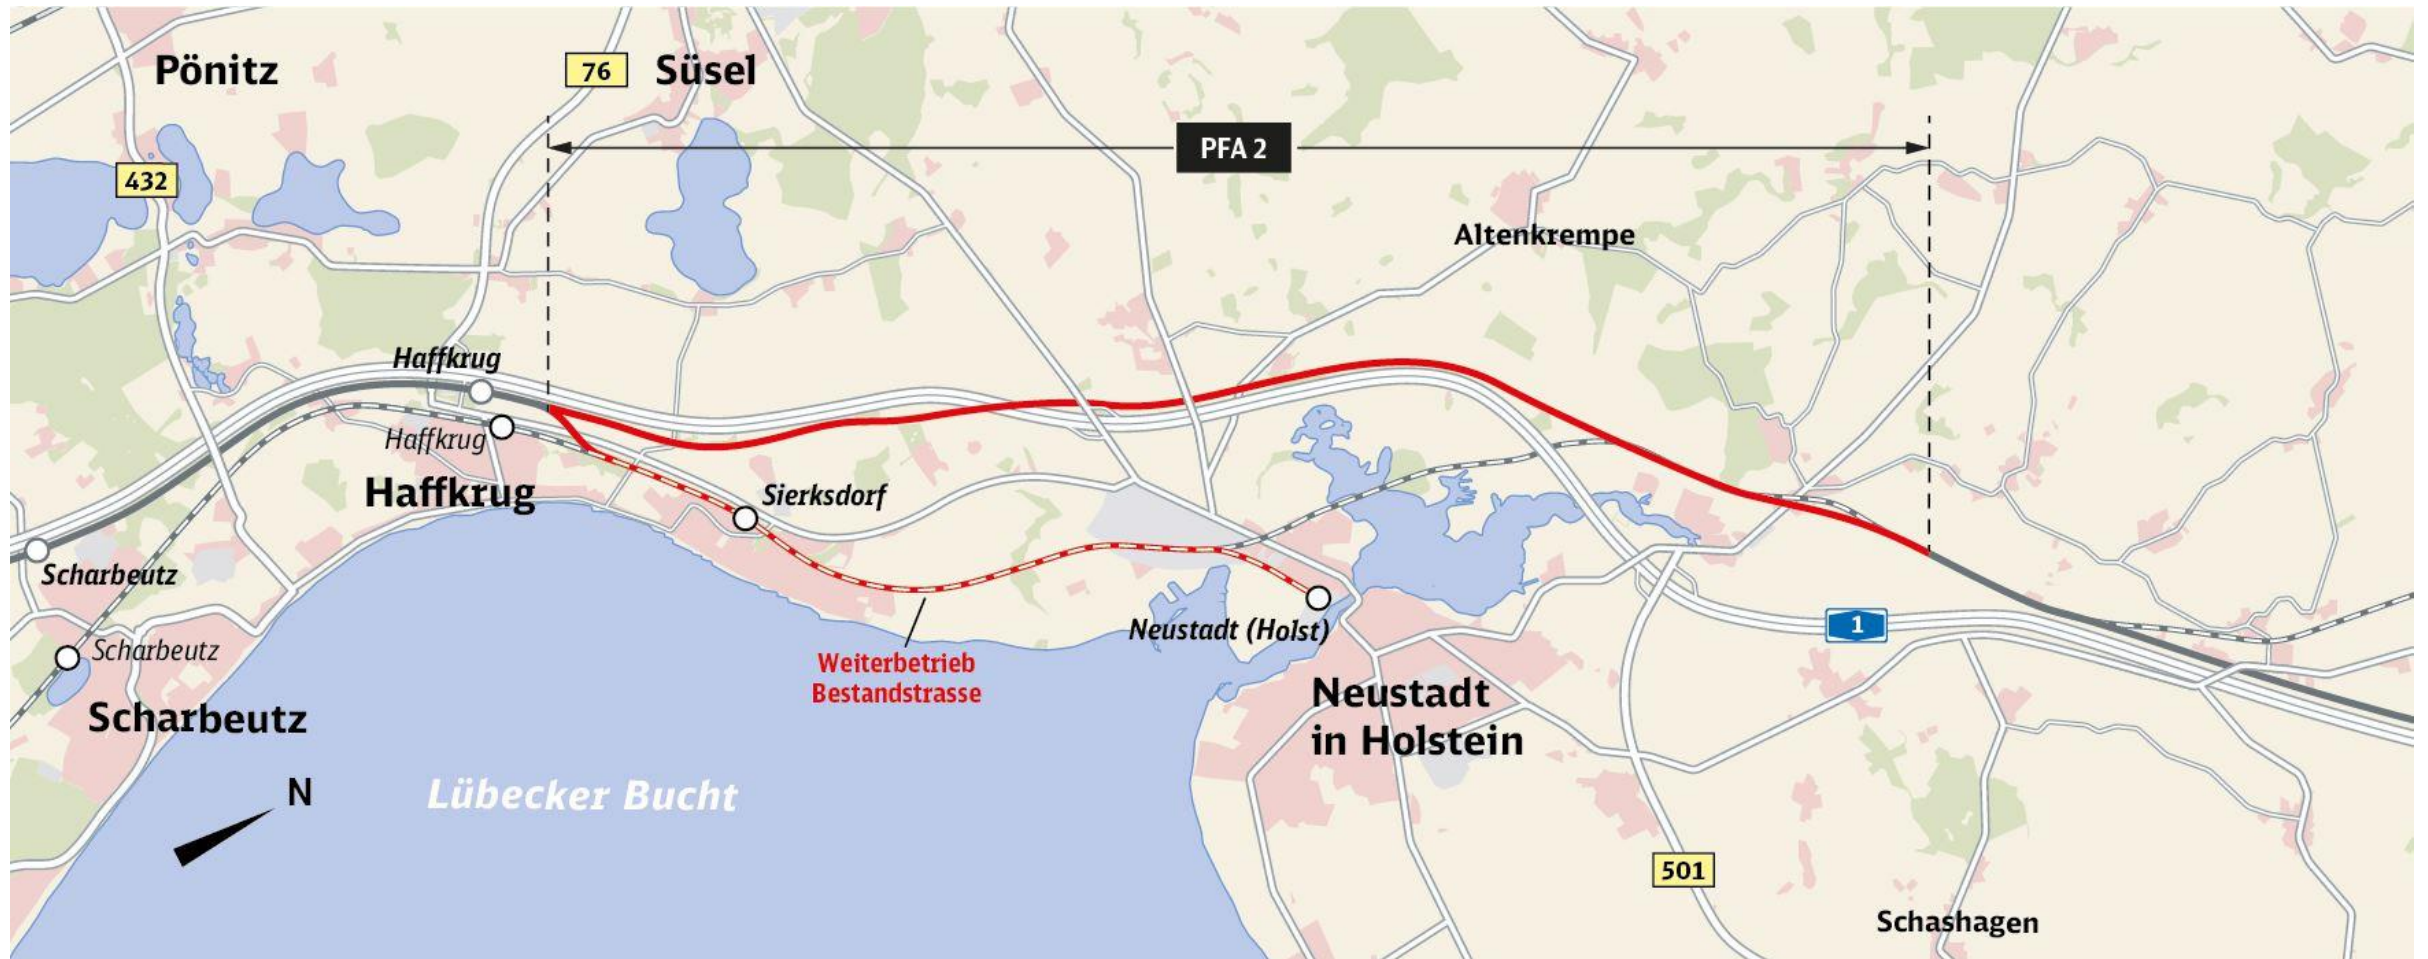 Pönitz
76
Süsel
PFA 2
432
Altenkrempe
Haffkrug
Haffkrug
Haffkrug
Sierksdorf
Scharbeutz
Scharbeutz
Scharbeutz
Neustadt (Holst)
1
Weiterbetrieb
Bestandstrasse
Neustadt
in Holstein
N
Lübecker Bucht
501
Schashagen